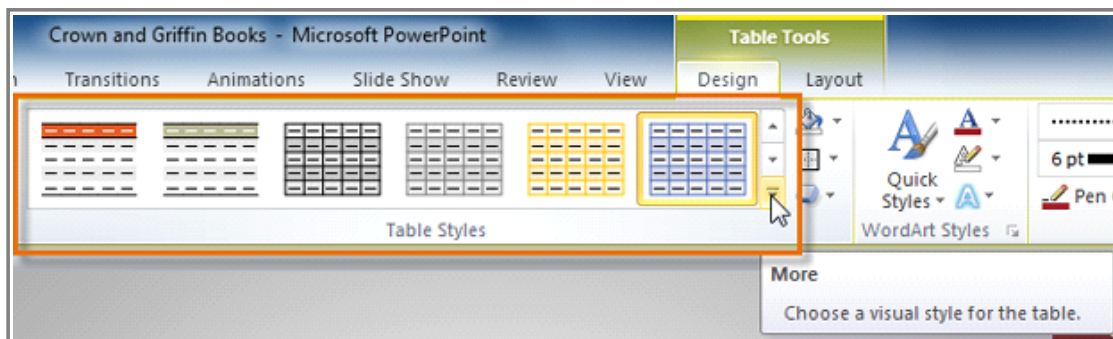 Crown and Griffin Books - Microsoft PowerPoint
Table Tools
Transitions Animations Slide Show Review View Design Layout
6 pt
Quick
Styles
Pen
Table Styles
WordArt Styles
More
Choose a visual style for the table.